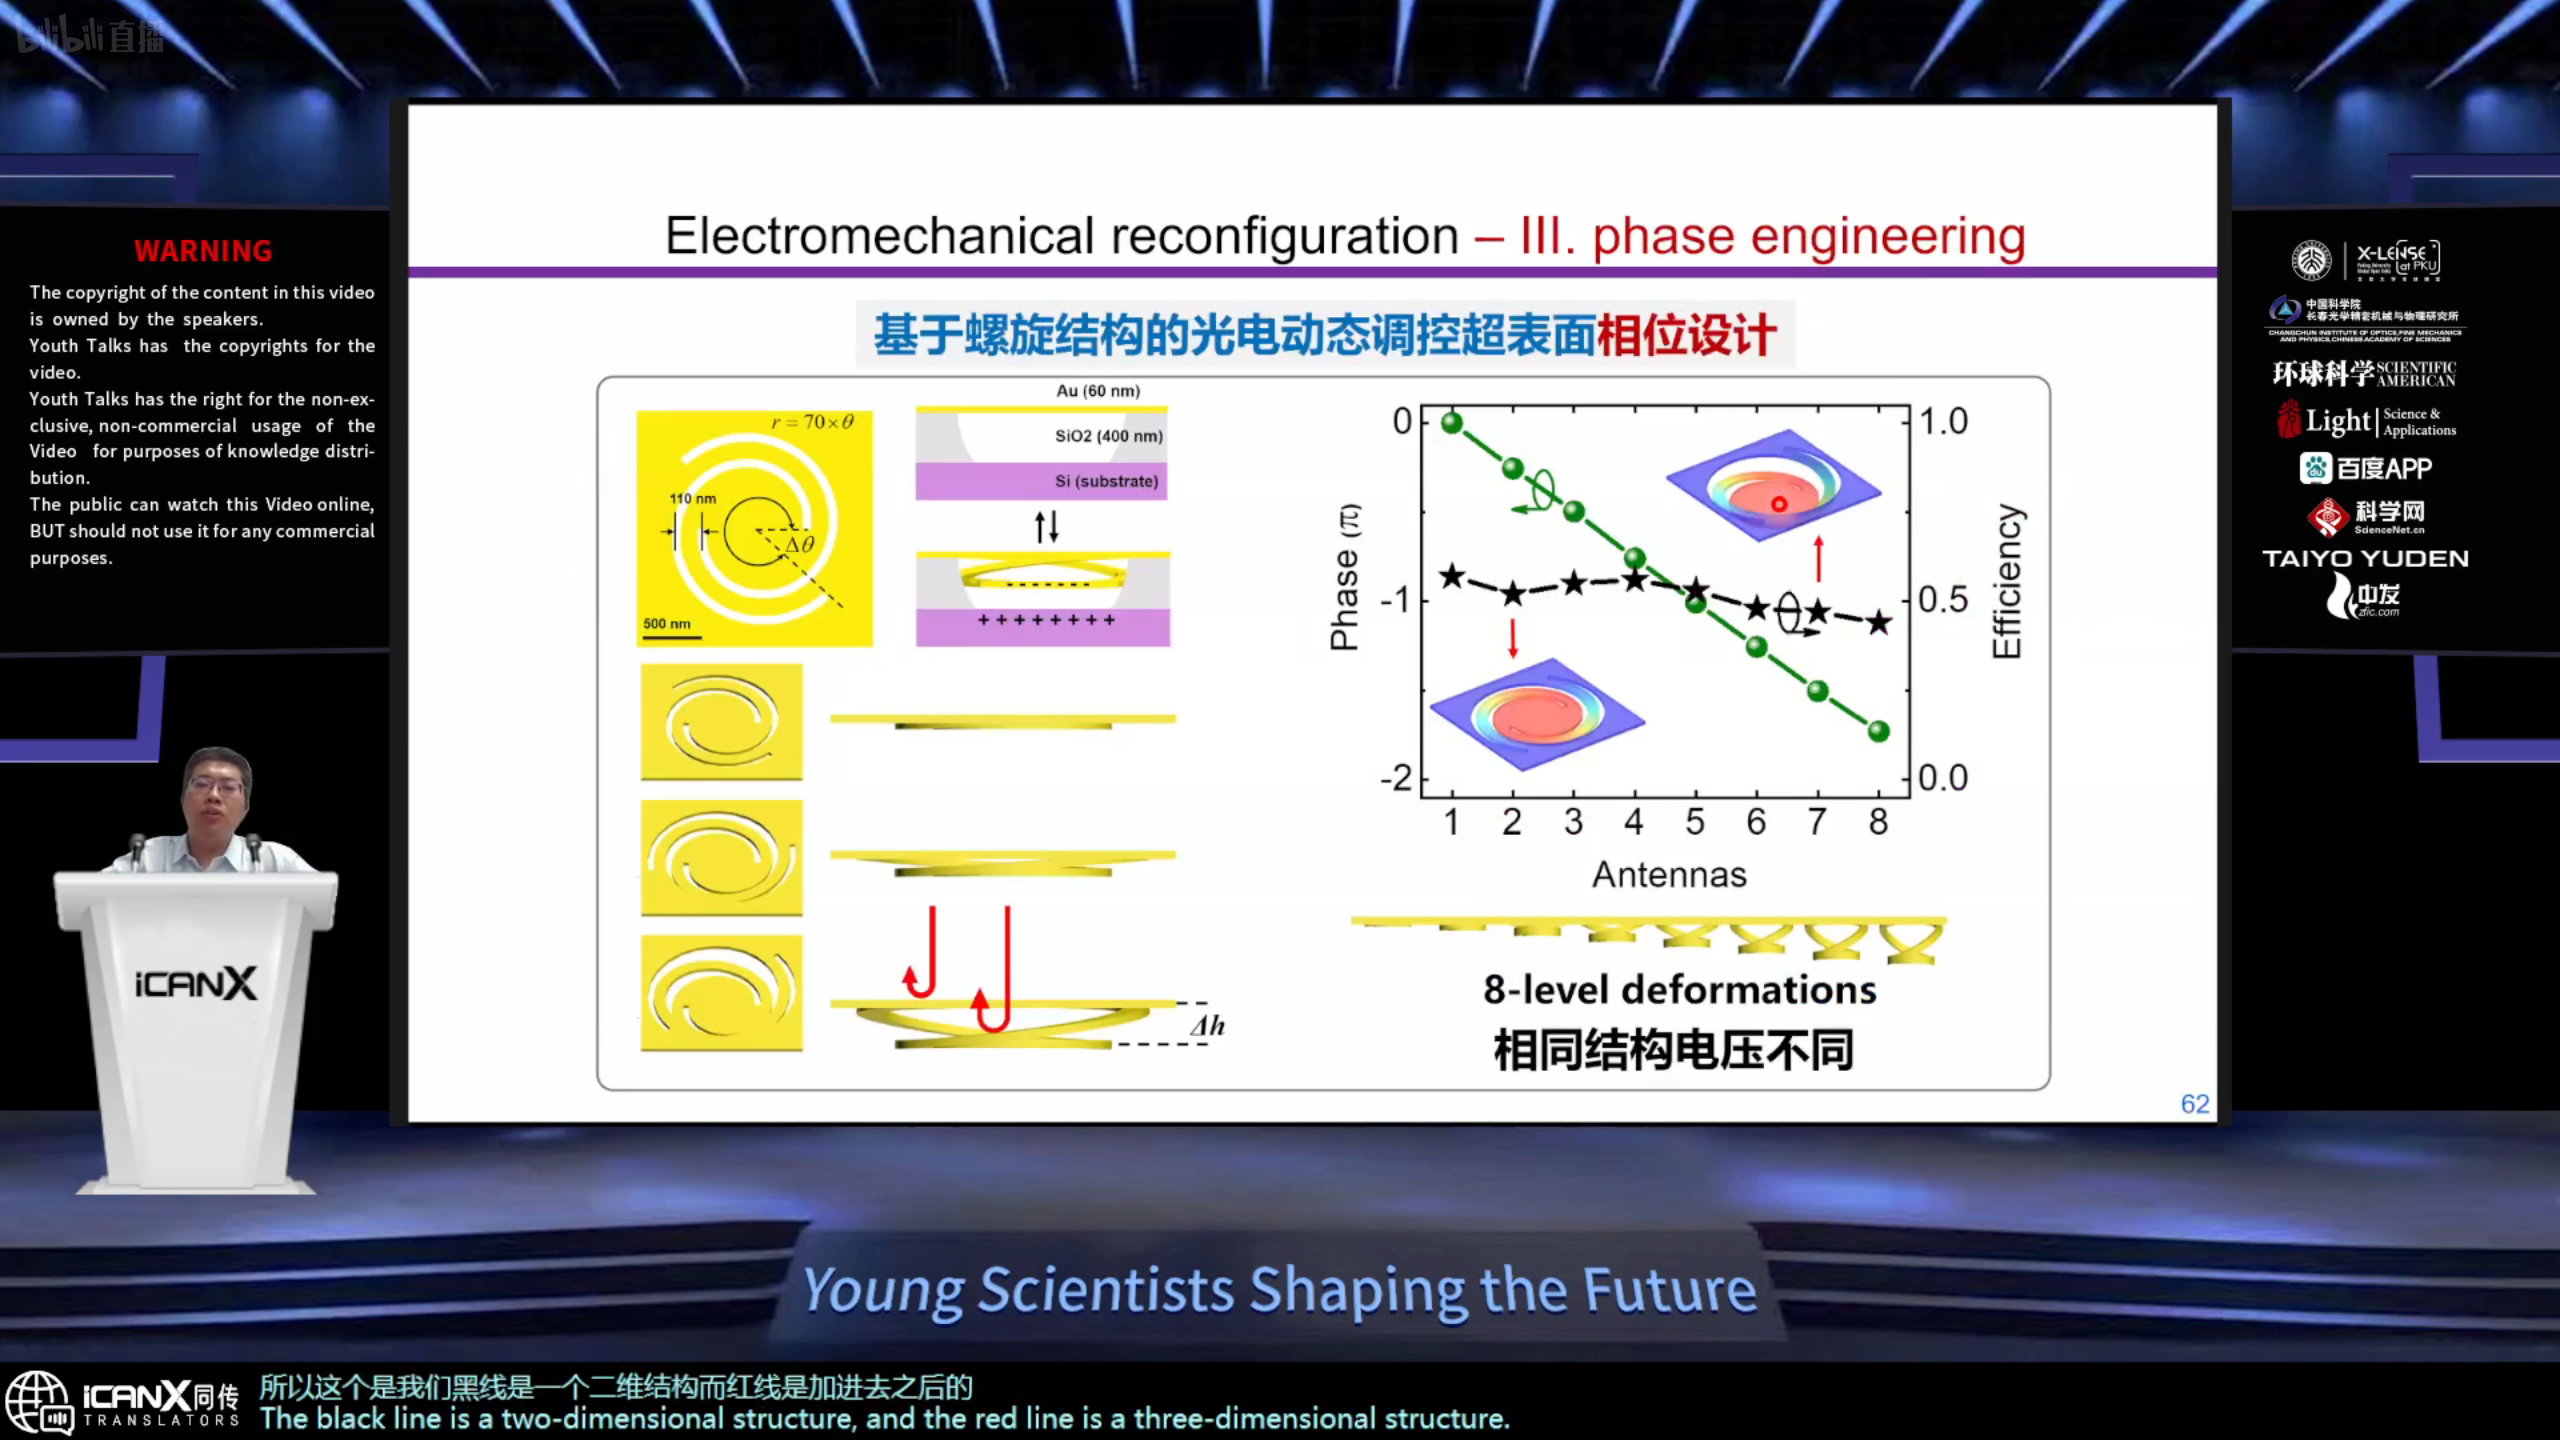 bilibili直播
WARNING
The copyright of the content in this video
is owned by the speakers.
Youth Talks has the copyrights for the
video.
Youth Talks has the right for the non-ex-
clusive, non-commercial usage of the
Video for purposes of knowledge distri-
bution.
The public can watch this Video online,
BUT should not use it for any commercial
purposes.
Electromechanical reconfiguration – III. phase engineering
基于螺旋结构的光电动态调控超表面相位设计
r = 70×θ
110 nm
Δθ
500 nm
Au (60 nm)
SiO2 (400 nm)
Si (substrate)
- - - - - - - -
+ + + + + + + +
Δh
0
-1
-2
Phase (π)
1.0
0.5
0.0
Efficiency
1 2 3 4 5 6 7 8
Antennas
8-level deformations
相同结构电压不同
62
X-LENSE
at PKU
中国科学院
长春光学精密机械与物理研究所
CHANGCHUN INSTITUTE OF OPTICS,FINE MECHANICS
AND PHYSICS,CHINESE ACADEMY OF SCIENCES
环球科学 SCIENTIFIC AMERICAN
Light Science & Applications
du 百度APP
科学网
ScienceNet.cn
TAIYO YUDEN
中发
zfic.com
iCANX
Young Scientists Shaping the Future
iCANX同传
TRANSLATORS
所以这个是我们黑线是一个二维结构而红线是加进去之后的
The black line is a two-dimensional structure, and the red line is a three-dimensional structure.